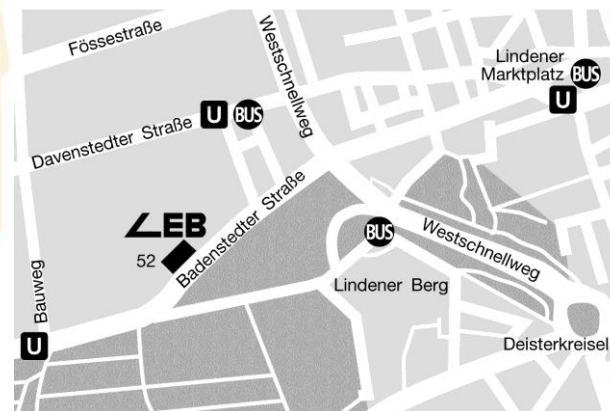 Fössestraße
Westschnellweg
Lindener
Marktplatz BUS
U
U BUS
Davenstedter Straße
LEB
52
Badenstedter Straße
BUS
Westschnellweg
Lindener Berg
Bauweg
U
Deisterkreisel